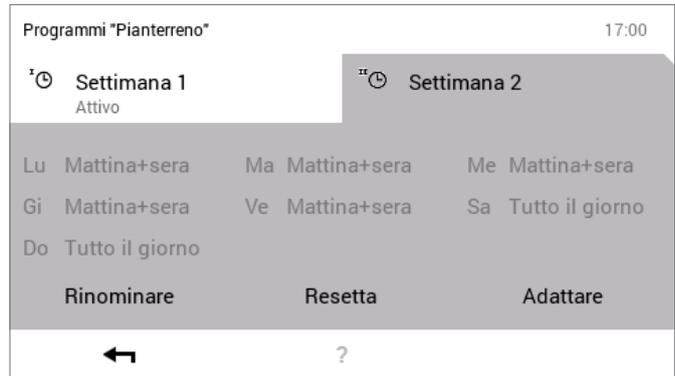 Programmi "Pianterreno" 17:00
I Settimana 1 II Settimana 2
Attivo
Lu Mattina+sera Ma Mattina+sera Me Mattina+sera
Gi Mattina+sera Ve Mattina+sera Sa Tutto il giorno
Do Tutto il giorno
Rinominare Resetta Adattare
?